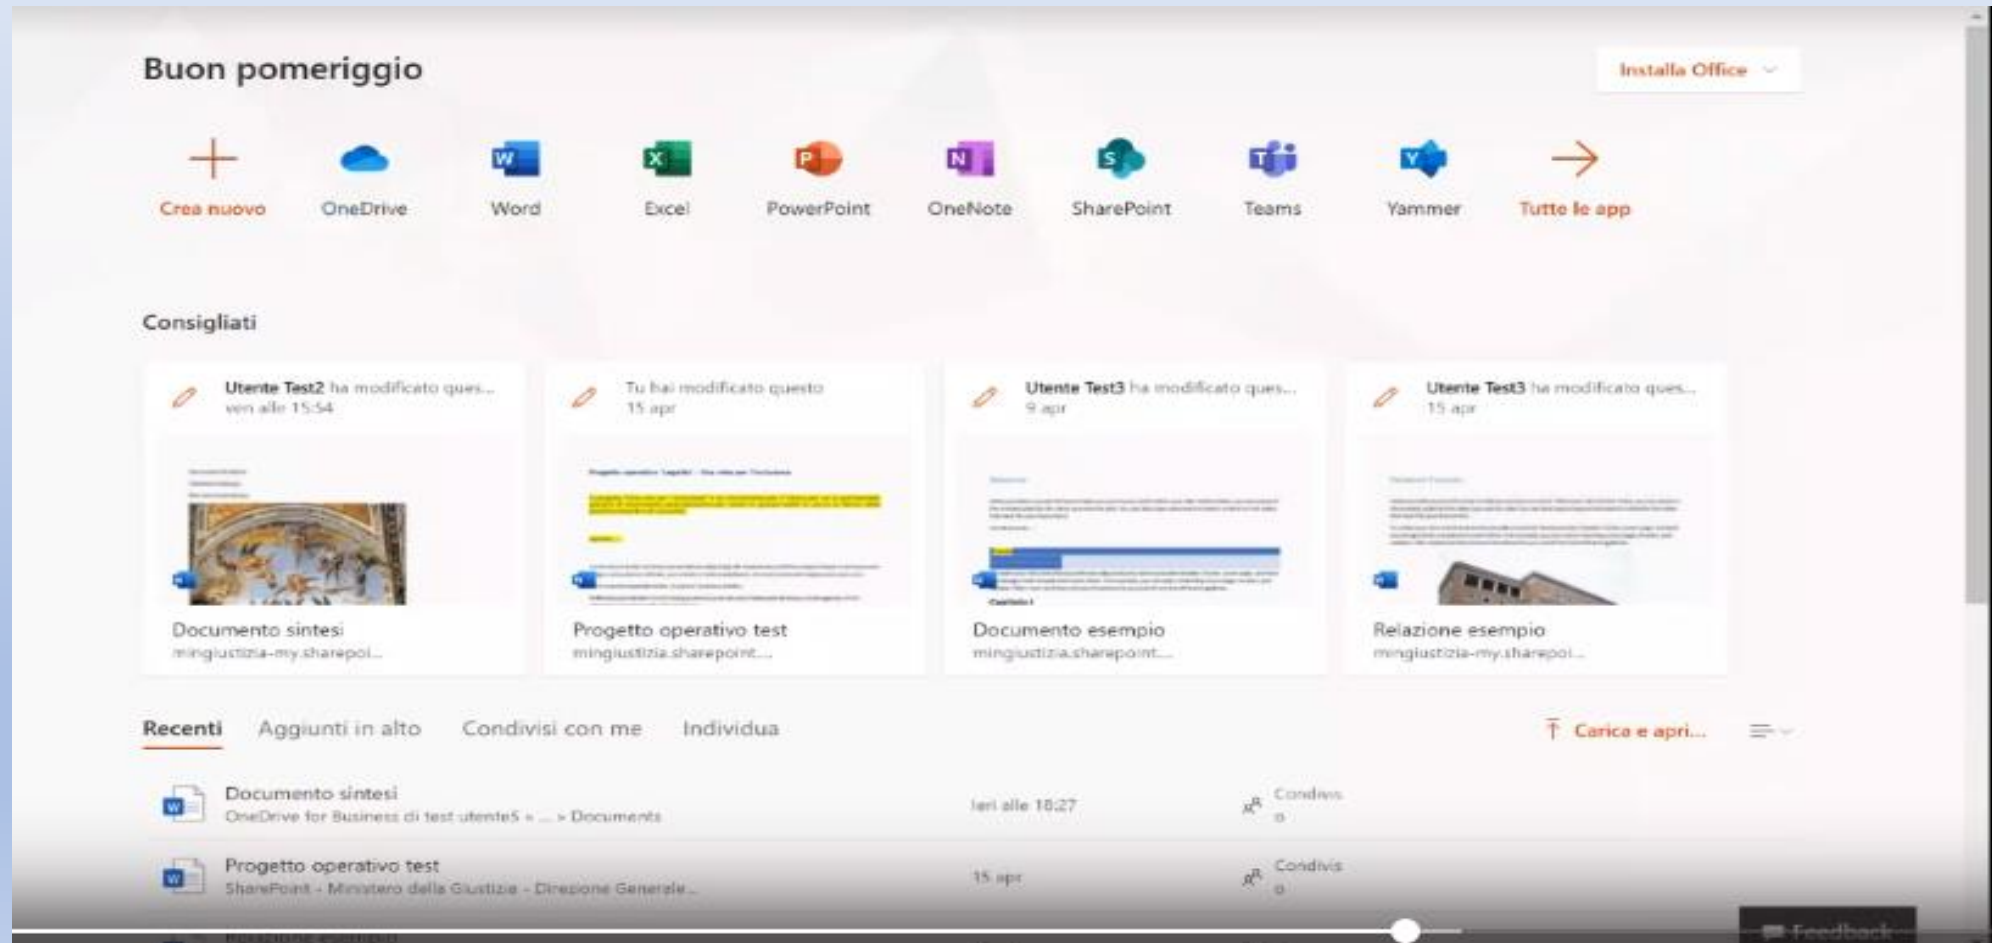 Buon pomeriggio
Installa Office
Crea nuovo
OneDrive
Word
Excel
PowerPoint
OneNote
SharePoint
Teams
Yammer
Tutte le app
Consigliati
Utente Test2 ha modificato ques...
ven alle 15:54
Tu hai modificato questo
15 apr
Utente Test3 ha modificato ques...
9 apr
Utente Test3 ha modificato ques...
15 apr
Capitolo I
Documento sintesi
mingiustizia-my.sharepoi...
Progetto operativo test
mingiustizia.sharepoint....
Documento esempio
mingiustizia.sharepoint....
Relazione esempio
mingiustizia-my.sharepoi...
Recenti
Aggiunti in alto
Condivisi con me
Individua
Carica e apri...
Documento sintesi
OneDrive for Business di test utente5 » ... » Documents
Ieri alle 18:27
Condivis
o
Progetto operativo test
SharePoint - Ministero della Giustizia - Direzione Generale...
15 apr
Condivis
o
Feedback